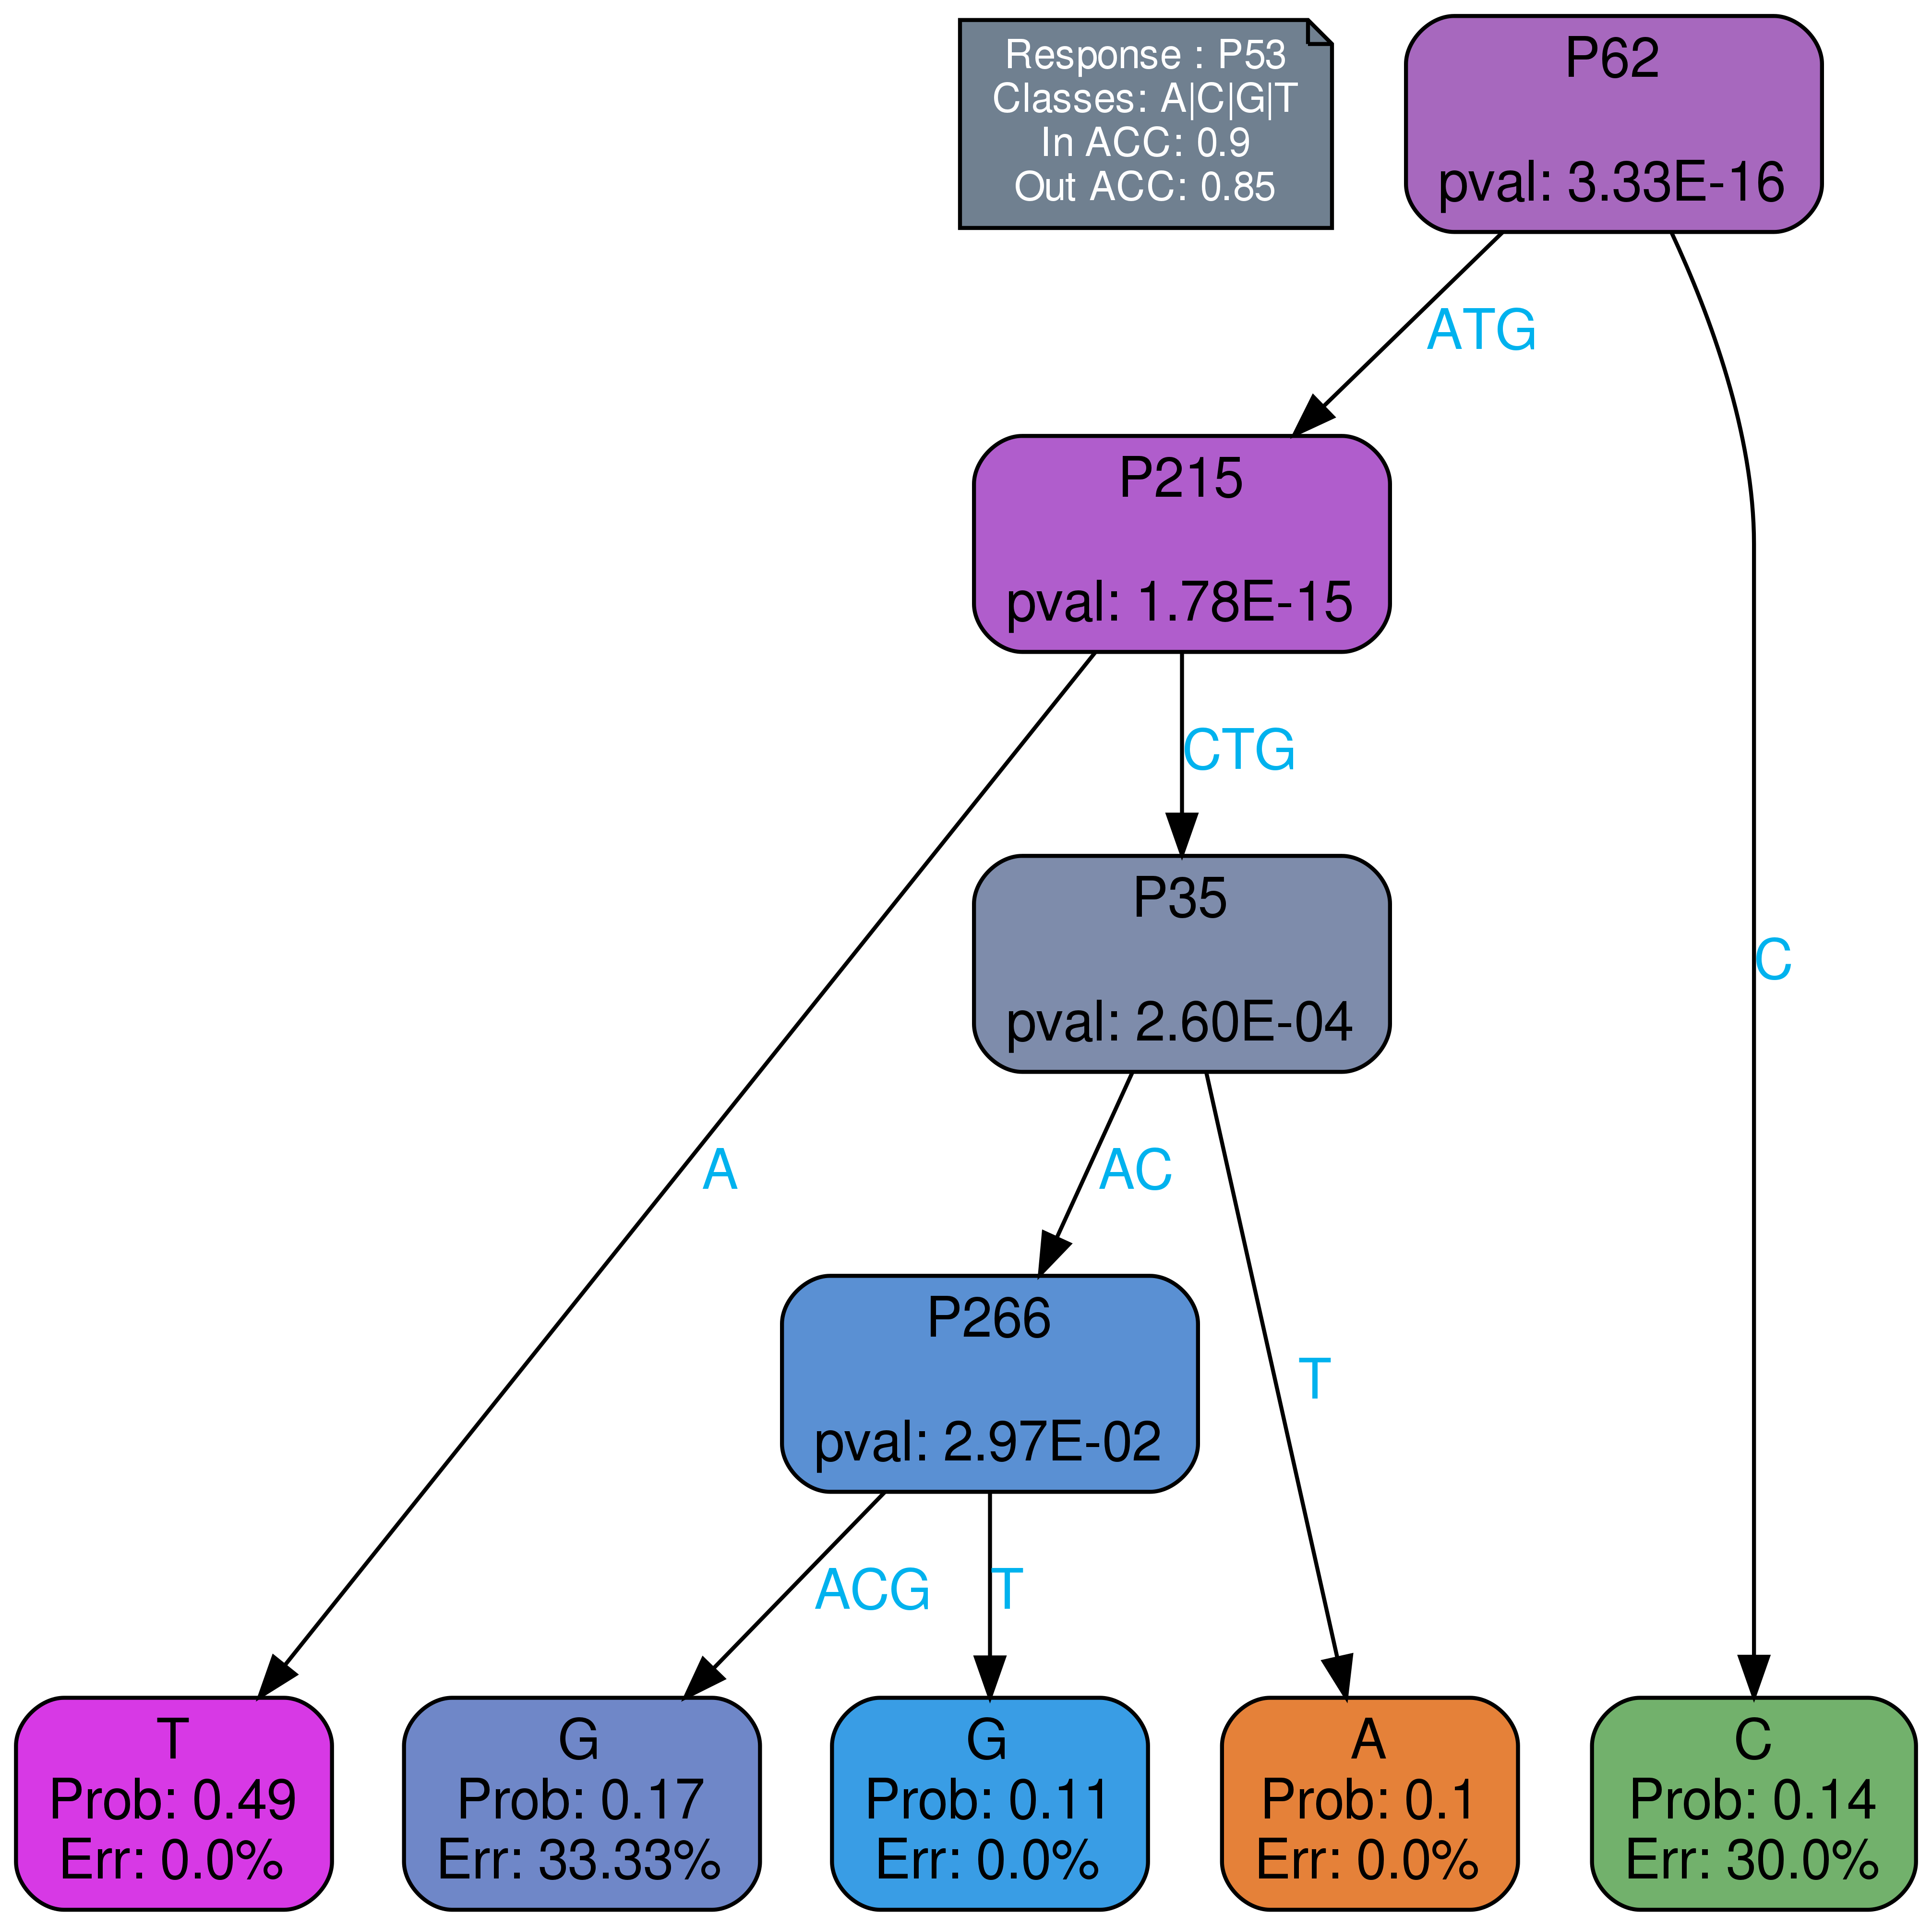 Response : P53
Classes: A|C|G|T
In ACC: 0.9
Out ACC: 0.85
P62
pval: 3.33E-16
ATG
P215
pval: 1.78E-15
CTG
P35
pval: 2.60E-04
C
A
AC
P266
pval: 2.97E-02
T
ACG
T
T
Prob: 0.49
Err: 0.0%
G
Prob: 0.17
Err: 33.33%
G
Prob: 0.11
Err: 0.0%
A
Prob: 0.1
Err: 0.0%
C
Prob: 0.14
Err: 30.0%